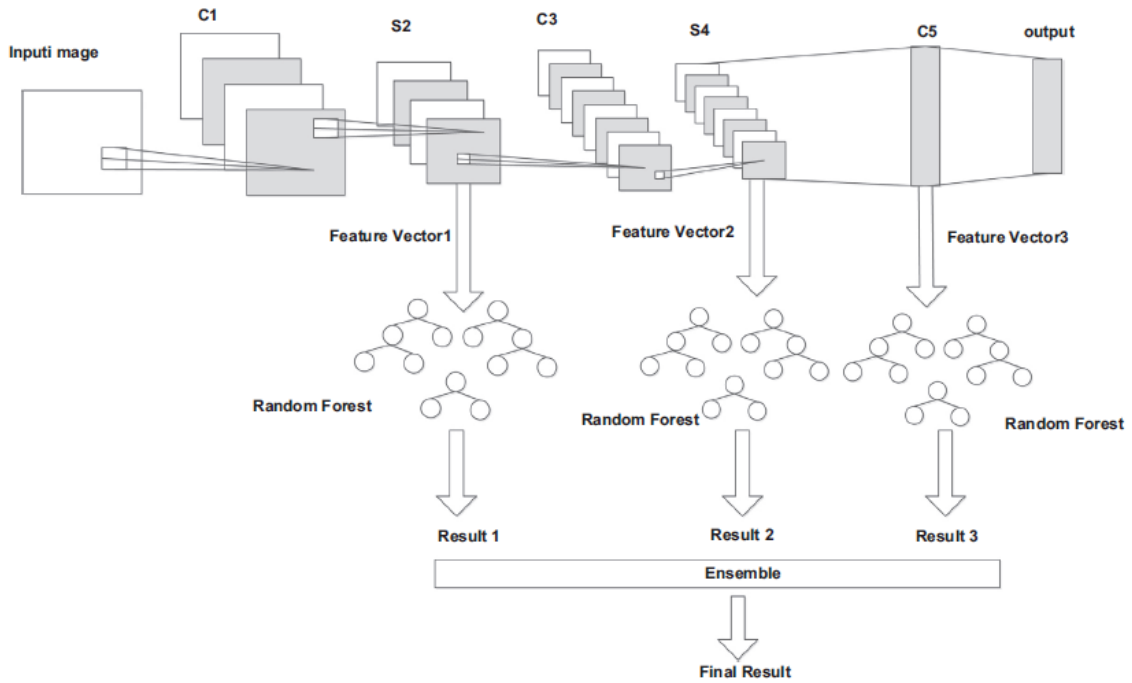 C1
S2
C3
S4
C5
output
Inputi mage
Feature Vector1
Feature Vector2
Feature Vector3
Random Forest
Random Forest
Random Forest
Result 1
Result 2
Result 3
Ensemble
Final Result